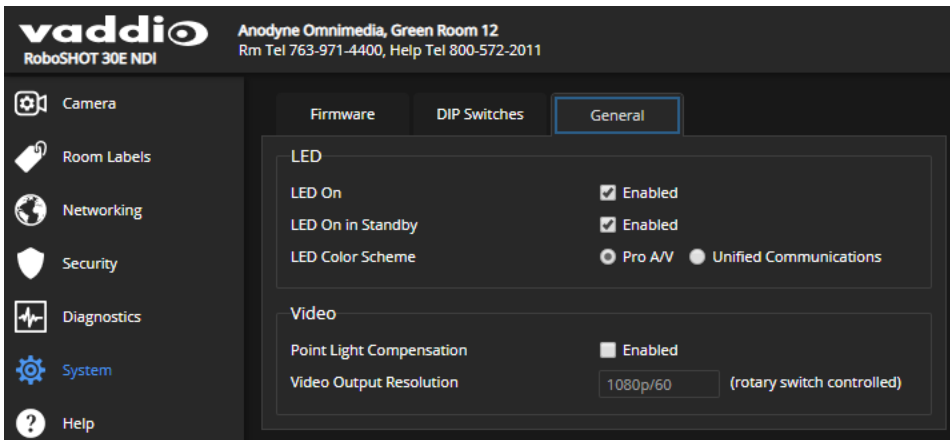 vaddio
RoboSHOT 30E NDI
Anodyne Omnimedia, Green Room 12
Rm Tel 763-971-4400, Help Tel 800-572-2011
Camera
Room Labels
Networking
Security
Diagnostics
System
? Help
Firmware DIP Switches General
LED
LED On Enabled
LED On in Standby Enabled
LED Color Scheme Pro A/V Unified Communications
Video
Point Light Compensation Enabled
Video Output Resolution 1080p/60 (rotary switch controlled)